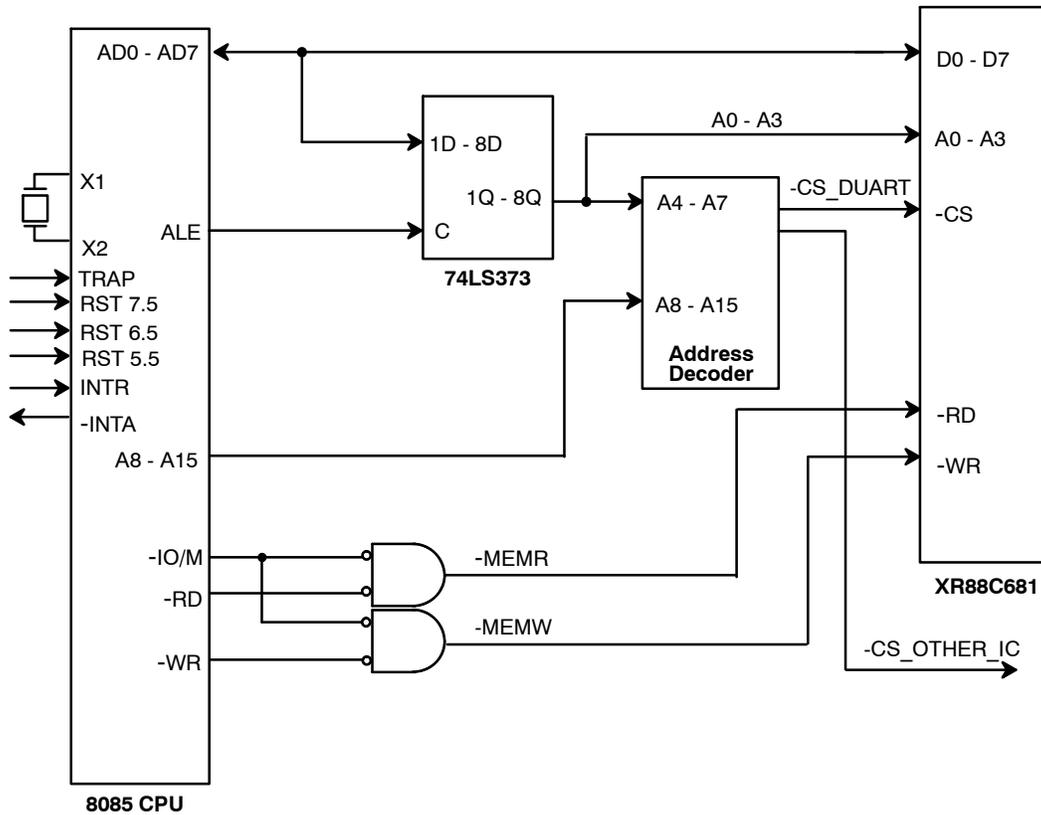 AD0 - AD7
D0 - D7
1D - 8D
A0 - A3
A0 - A3
X1
1Q - 8Q
A4 - A7
-CS_DUART
-CS
ALE
C
X2
74LS373
TRAP
RST 7.5
A8 - A15
RST 6.5
RST 5.5
Address
Decoder
INTR
-INTA
-RD
A8 - A15
-WR
-IO/M
-MEMR
-RD
XR88C681
-MEMW
-CS_OTHER_IC
-WR
8085 CPU